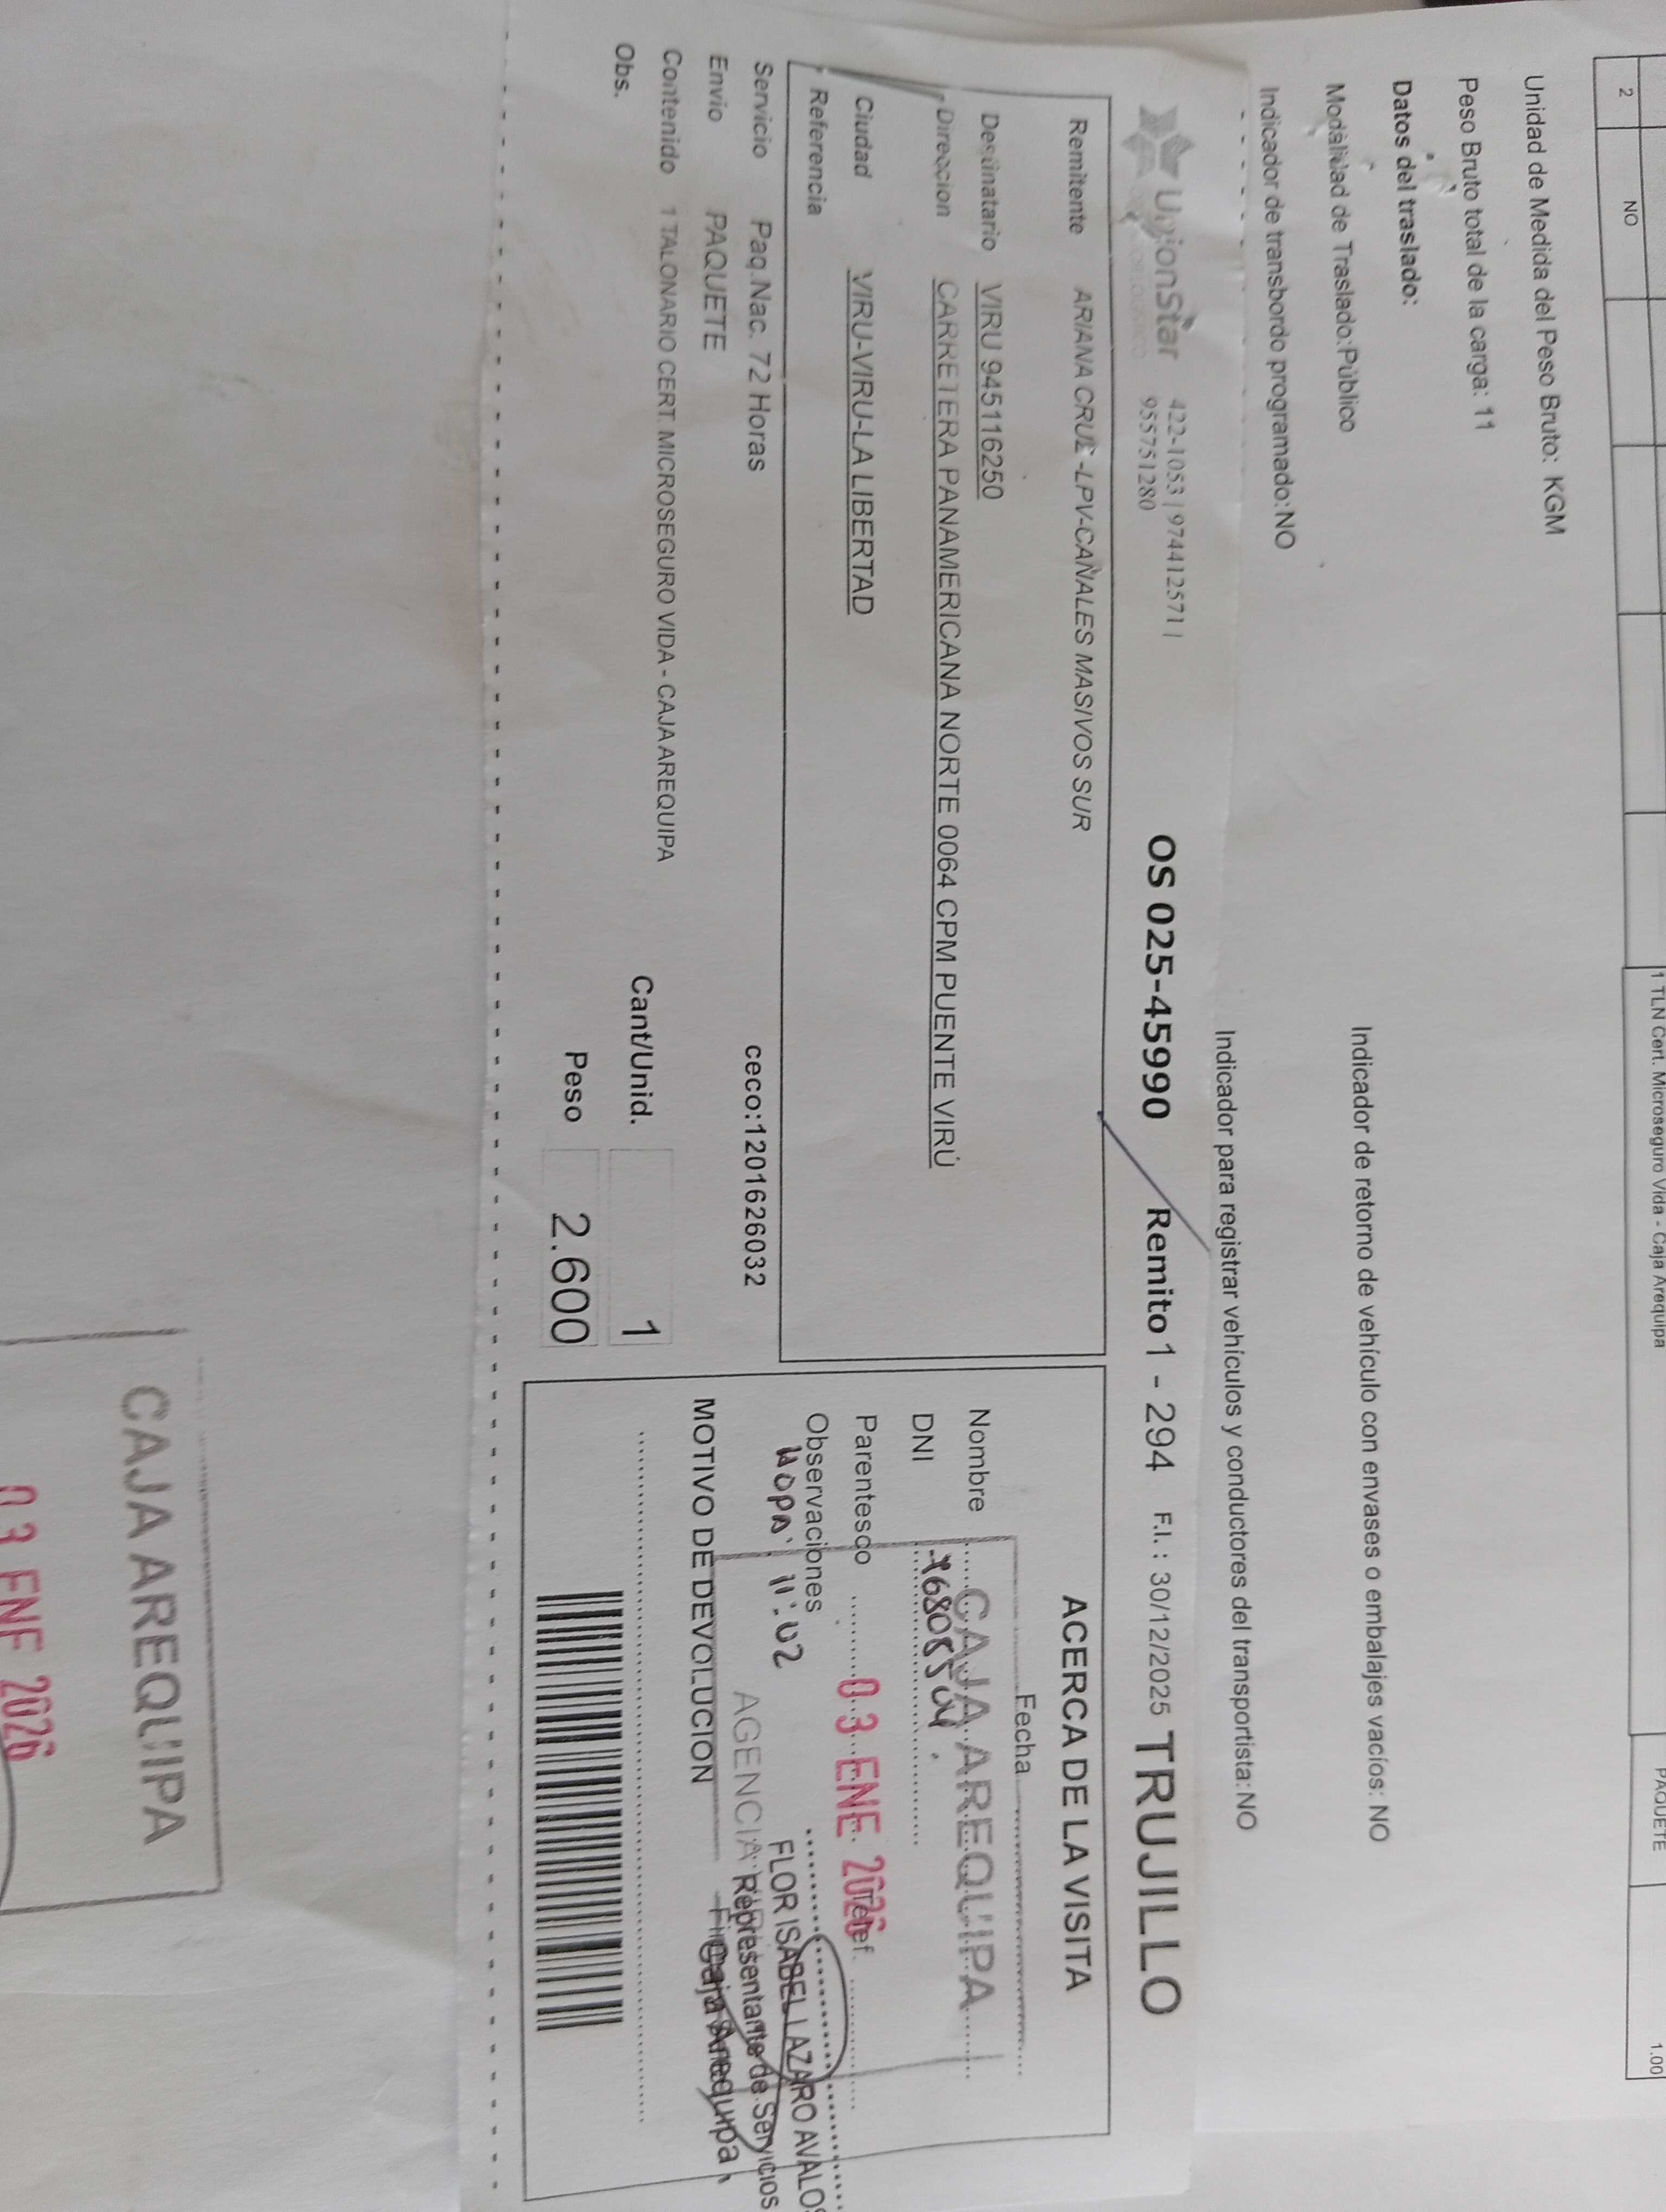 2 NO 1 TLN Cert. Microseguro Vida - Caja Arequipa PAQUETE 1.00
Unidad de Medida del Peso Bruto: KGM
Peso Bruto total de la carga: 11
Datos del traslado:
Modalidad de Traslado:Público Indicador de retorno de vehículo con envases o embalajes vacíos: NO
Indicador de transbordo programado:NO Indicador para registrar vehículos y conductores del transportista:NO
UnionStar 422-1053 | 974412571 | OS 025-45990 Remito 1 - 294 F.I. : 30/12/2025 TRUJILLO
955751280
Remitente ARIANA CRUZ -LPV-CANALES MASIVOS SUR
Destinatario VIRU 945116250
Direccion CARRETERA PANAMERICANA NORTE 0064 CPM PUENTE VIRÚ
Ciudad VIRU-VIRU-LA LIBERTAD
Referencia
Servicio Paq.Nac. 72 Horas ceco:1201626032
Envio PAQUETE
Contenido 1 TALONARIO CERT. MICROSEGURO VIDA - CAJA AREQUIPA
Cant/Unid. 1
Obs.
Peso 2.600
ACERCA DE LA VISITA
Fecha
Nombre CAJA AREQUIPA
DNI
Parentesco 03 ENE 2026 Telef.
Observaciones
HORA: 11:02
FLOR ISABEL LAZARO AVALOS
AGENCIA Representante de Servicios
MOTIVO DE DEVOLUCION Caja Arequipa
CAJA AREQUIPA
03 ENE 2026